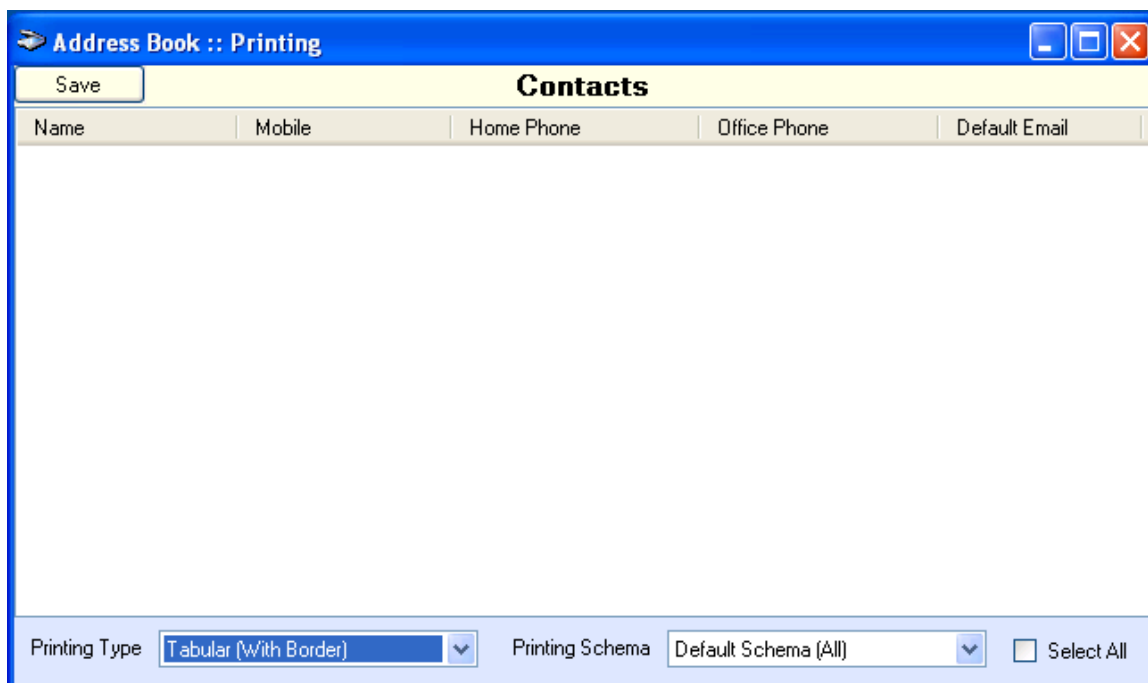 Address Book :: Printing
Save Contacts
Name Mobile Home Phone Office Phone Default Email
Printing Type Tabular (With Border) Printing Schema Default Schema (All) Select All